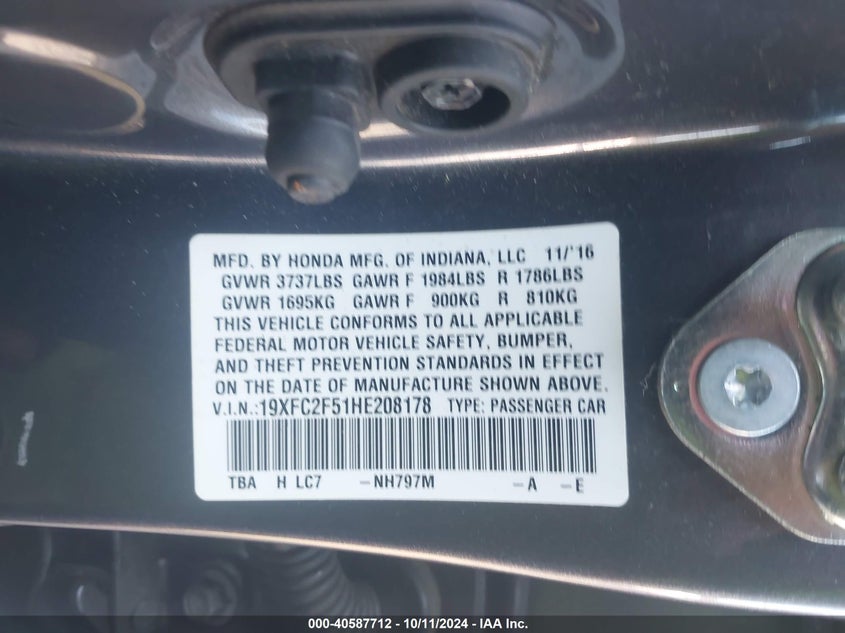 MFD. BY HONDA MFG. OF INDIANA, LLC 11/'16
GVWR 3737LBS GAWR F 1984LBS R 1786LBS
GVWR 1695KG GAWR F 900KG R 810KG
THIS VEHICLE CONFORMS TO ALL APPLICABLE
FEDERAL MOTOR VEHICLE SAFETY, BUMPER,
AND THEFT PREVENTION STANDARDS IN EFFECT
ON THE DATE OF MANUFACTURE SHOWN ABOVE.
V.I.N.:19XFC2F51HE208178 TYPE: PASSENGER CAR
TBA H LC7 -NH797M -A -E
000-40587712 - 10/11/2024 - IAA Inc.